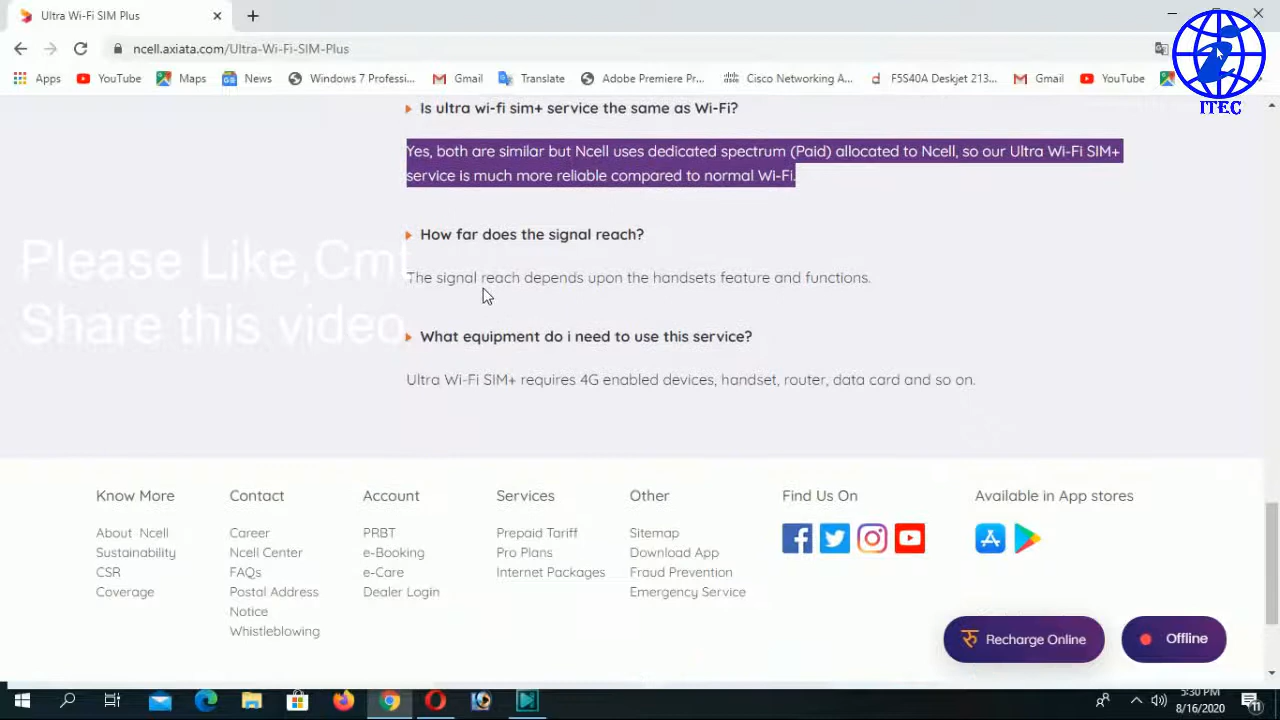 Ultra Wi-Fi SIM Plus
ncell.axiata.com/Ultra-Wi-Fi-SIM-Plus
Apps YouTube Maps News Windows 7 Professi... Gmail Translate Adobe Premiere Pr... Cisco Networking A... F5S40A Deskjet 213... Gmail YouTube
ITEC
Is ultra wi-fi sim+ service the same as Wi-Fi?
Yes, both are similar but Ncell uses dedicated spectrum (Paid) allocated to Ncell, so our Ultra Wi-Fi SIM+
service is much more reliable compared to normal Wi-Fi.
How far does the signal reach?
Please Like,Cmt
The signal reach depends upon the handsets feature and functions.
Share this video
What equipment do i need to use this service?
Ultra Wi-Fi SIM+ requires 4G enabled devices, handset, router, data card and so on.
Know More Contact Account Services Other Find Us On Available in App stores
About Ncell Career PRBT Prepaid Tariff Sitemap
Sustainability Ncell Center e-Booking Pro Plans Download App
CSR FAQs e-Care Internet Packages Fraud Prevention
Coverage Postal Address Dealer Login Emergency Service
Notice
Whistleblowing
रु Recharge Online Offline
5:30 PM
8/16/2020
11